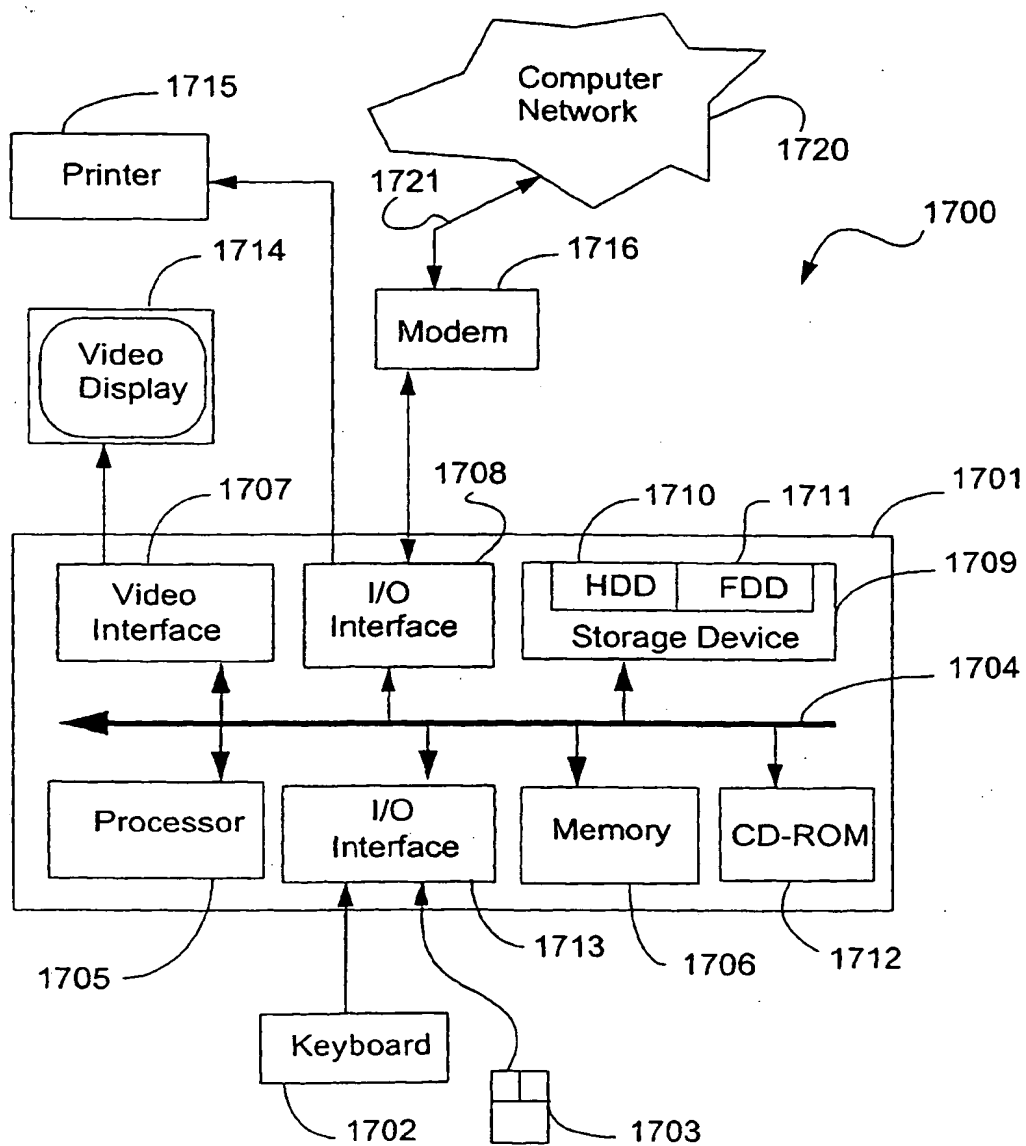 Computer
Network
1715
1720
Printer
1721
1700
1714
1716
Modem
Video
Display
1708
1707
1710
1711
1701
1709
HDD
FDD
Video
Interface
I/O
Interface
Storage Device
1704
Processor
I/O
Interface
Memory
CD-ROM
1713
1705
1706
1712
Keyboard
1702
1703